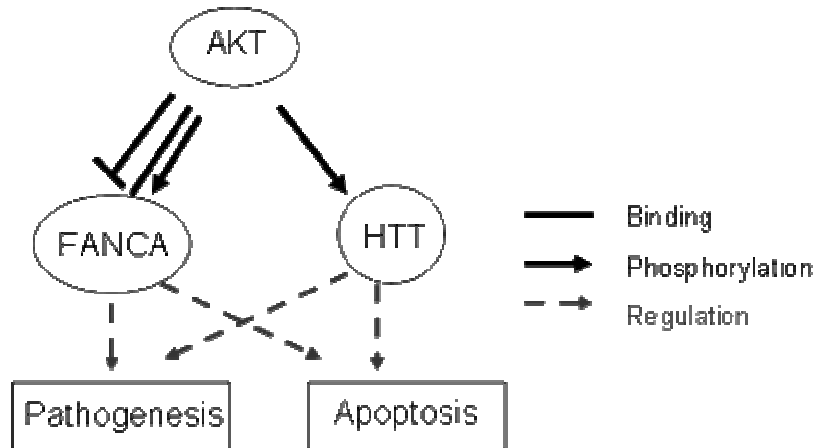 AKT
FANCA
HTT
Binding
Phosphorylation
Regulation
Pathogenesis
Apoptosis